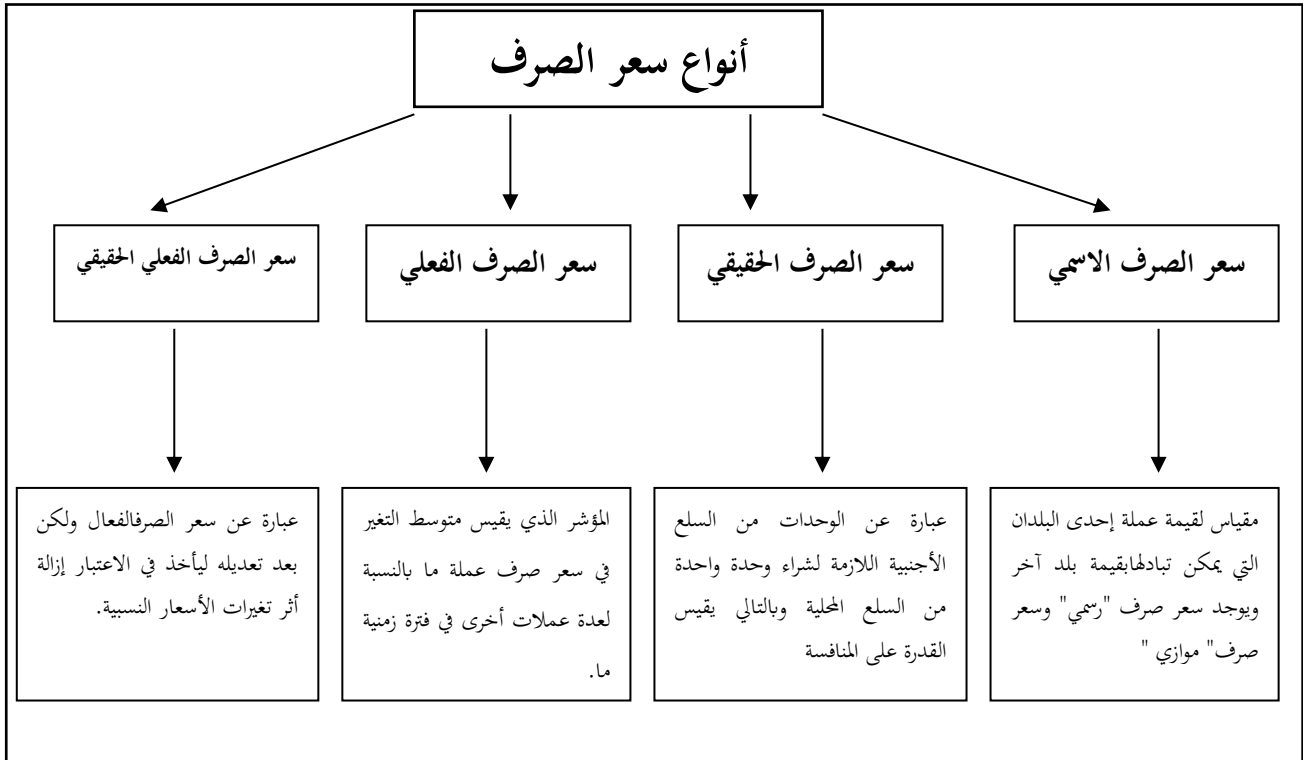 أنواع سعر الصرف
سعر الصرف الاسمي
سعر الصرف الحقيقي
سعر الصرف الفعلي
سعر الصرف الفعلي الحقيقي
مقياس لقيمة عملة إحدى البلدان
التي يمكن تبادلهابقيمة بلد آخر
ويوجد سعر صرف "رسمي" وسعر
صرف" موازي "
عبارة عن الوحدات من السلع
الأجنبية اللازمة لشراء وحدة واحدة
من السلع المحلية وبالتالي يقيس
القدرة على المنافسة
المؤشر الذي يقيس متوسط التغير
في سعر صرف عملة ما بالنسبة
لعدة عملات أخرى في فترة زمنية
ما.
عبارة عن سعر الصرفالفعال ولكن
بعد تعديله ليأخذ في الاعتبار إزالة
أثر تغيرات الأسعار النسبية.